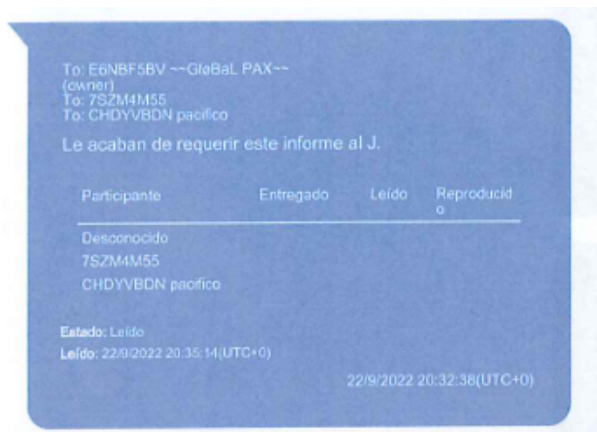 To: E6NBF5BV ~~GløBaL PAX~~
(owner)
To: 7SZM4M55
To: CHDYVBDN pacifico
Le acaban de requerir este informe al J.
Participante Entregado Leído Reproducid
o
Desconocido
7SZM4M55
CHDYVBDN pacifico
Estado: Leído
Leído: 22/9/2022 20:35:14(UTC+0)
22/9/2022 20:32:38(UTC+0)